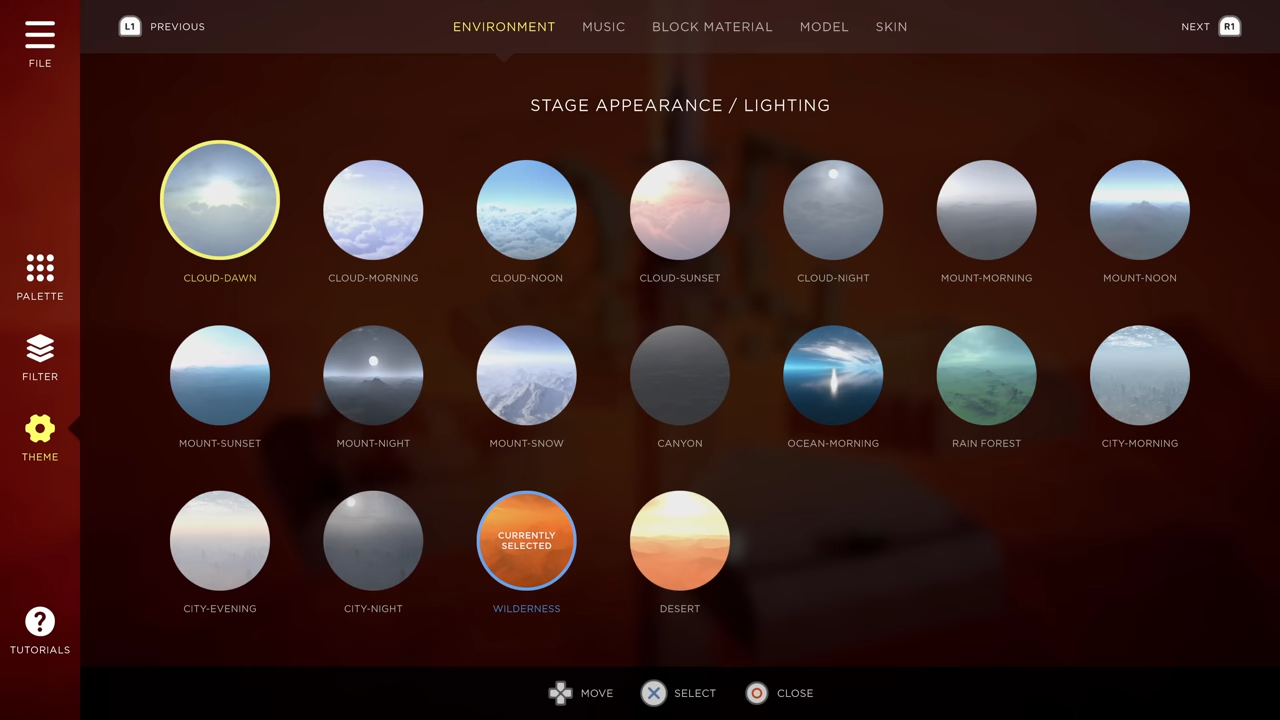 L1 PREVIOUS
ENVIRONMENT MUSIC BLOCK MATERIAL MODEL SKIN
NEXT R1
FILE
PALETTE
FILTER
THEME
TUTORIALS
STAGE APPEARANCE / LIGHTING
CLOUD-DAWN CLOUD-MORNING CLOUD-NOON CLOUD-SUNSET CLOUD-NIGHT MOUNT-MORNING MOUNT-NOON
MOUNT-SUNSET MOUNT-NIGHT MOUNT-SNOW CANYON OCEAN-MORNING RAIN FOREST CITY-MORNING
CURRENTLY
SELECTED
CITY-EVENING CITY-NIGHT WILDERNESS DESERT
MOVE SELECT CLOSE